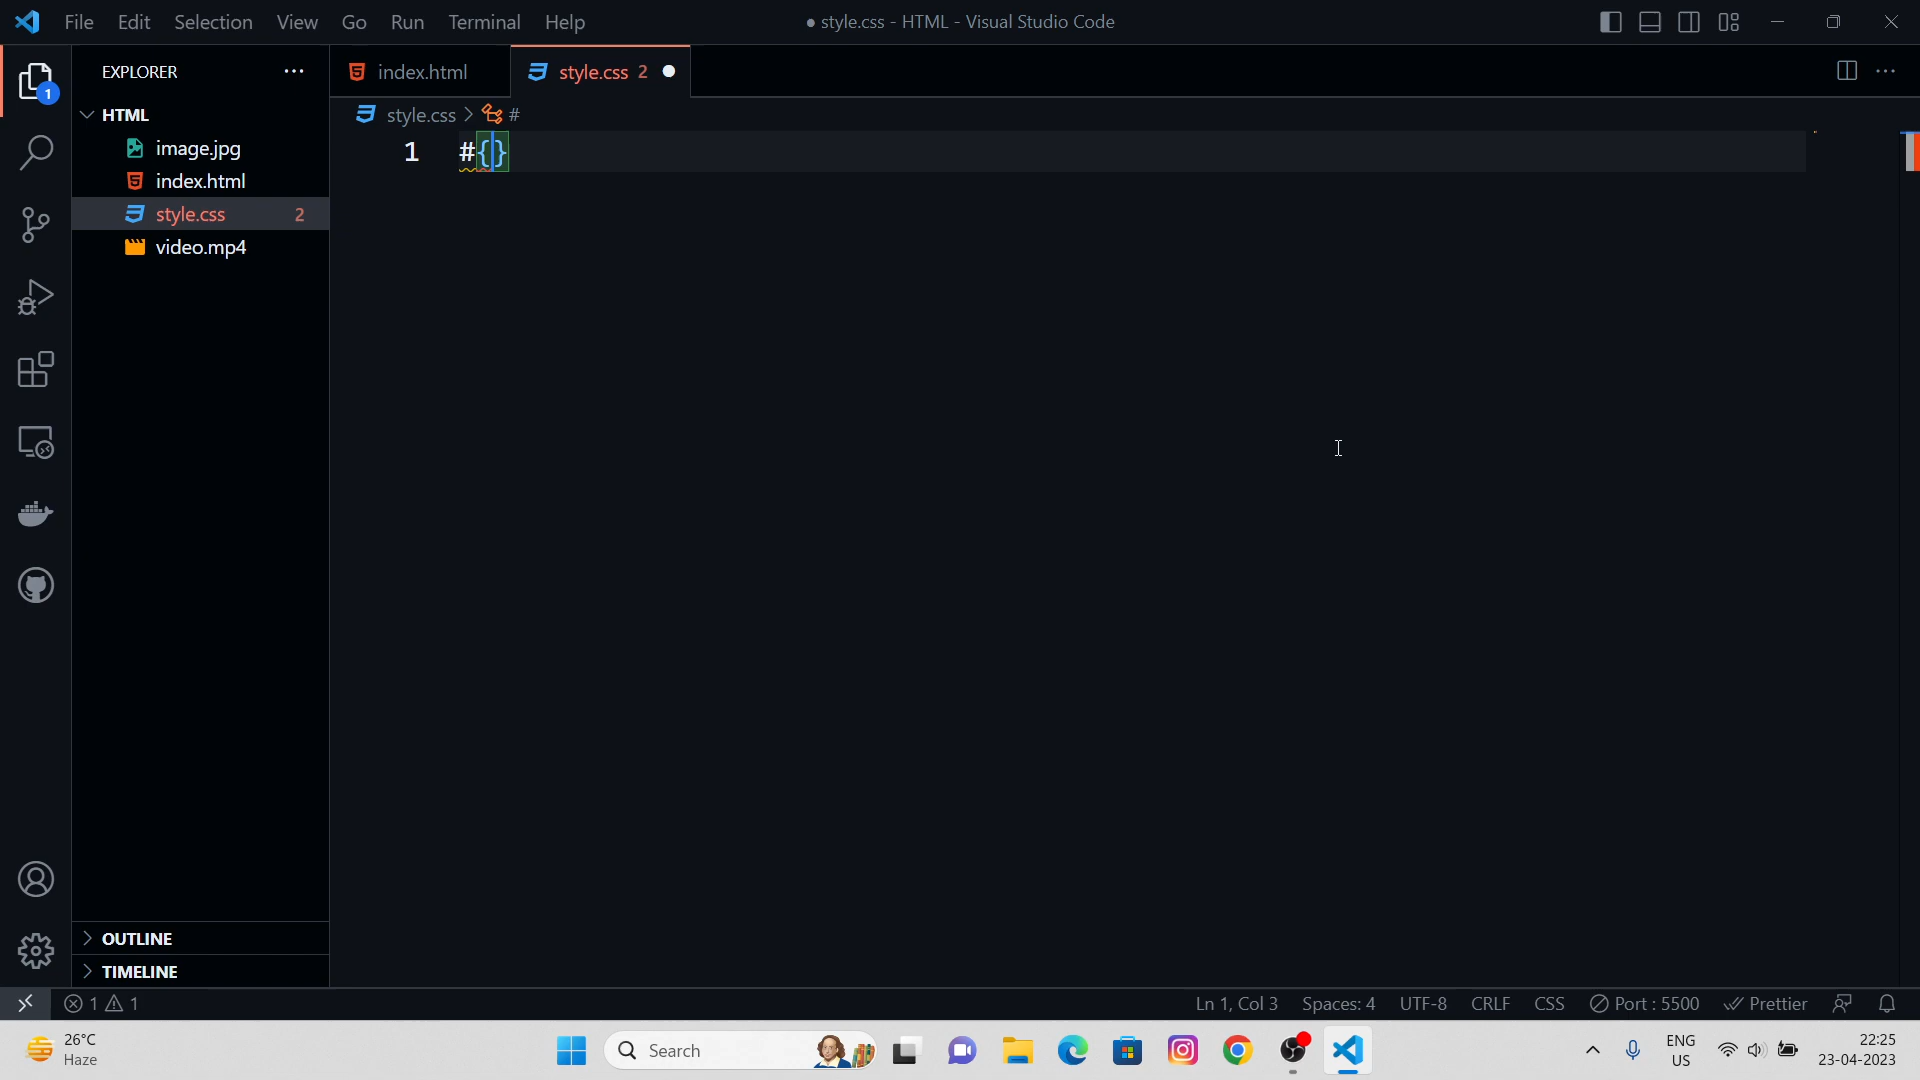 File Edit Selection View Go Run Terminal Help
● style.css - HTML - Visual Studio Code
EXPLORER
index.html
style.css 2
1
HTML
style.css > #
image.jpg
1 #{}
index.html
style.css 2
video.mp4
OUTLINE
TIMELINE
1 1
Ln 1, Col 3 Spaces: 4 UTF-8 CRLF CSS Port : 5500 Prettier
26°C
Haze
Search
ENG
US
22:25
23-04-2023